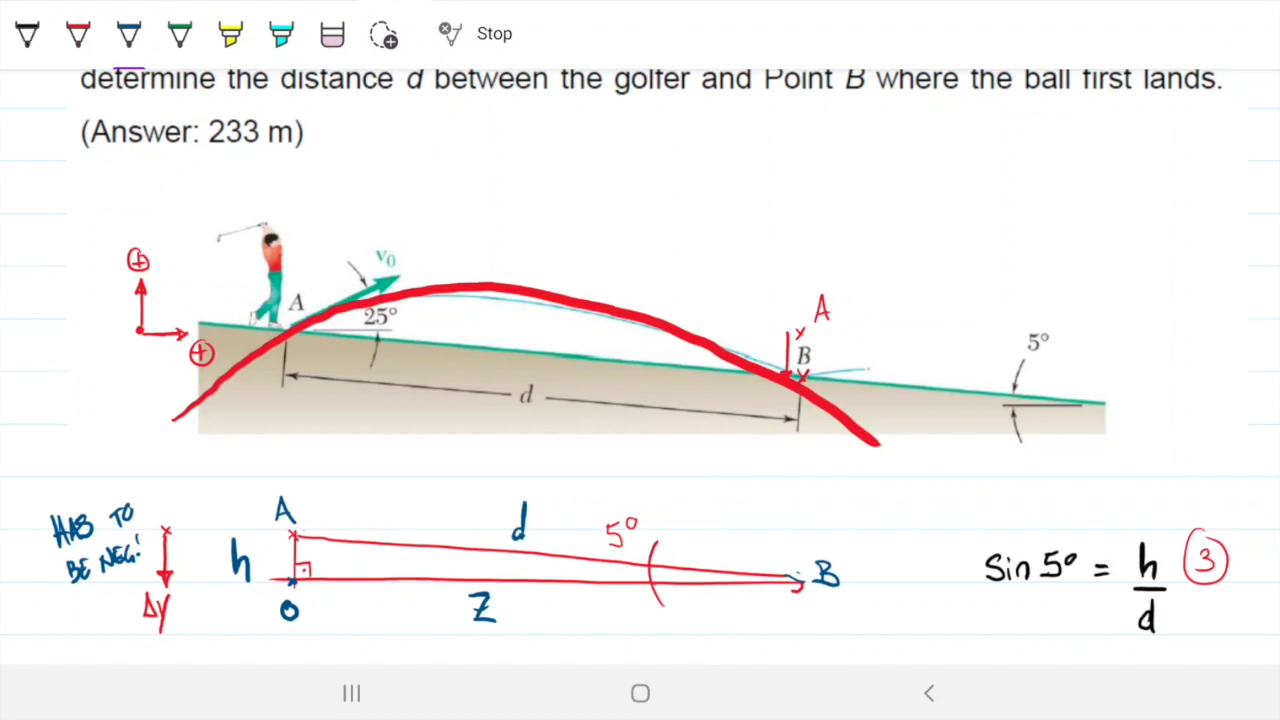 Stop
determine the distance d between the golfer and Point B where the ball first lands.
(Answer: 233 m)
v0
A
25°
A
B
5°
d
HAS TO
BE NEG!
Δy
h
A
O
d
5°
Z
B
Sin 5° = h/d
3